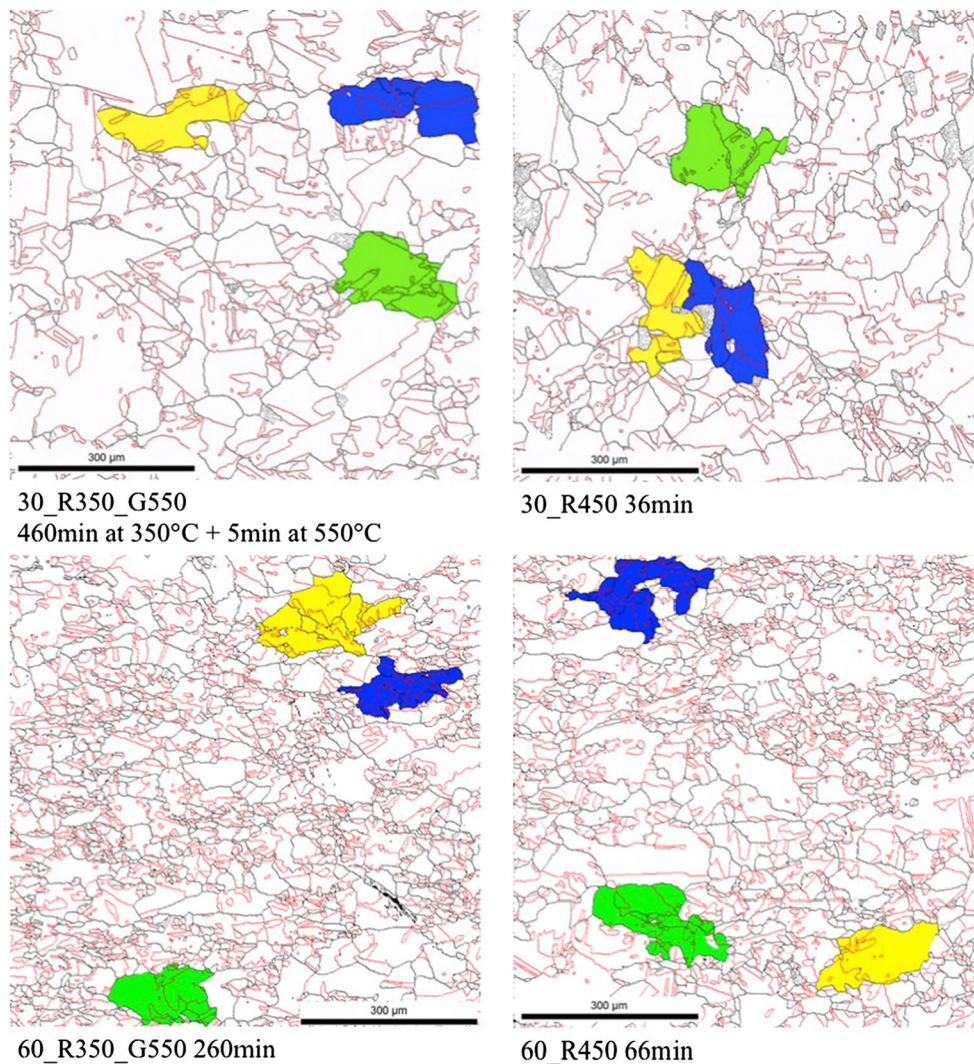 300 µm
300 µm
30_R350_G550
460min at 350°C + 5min at 550°C
30_R450 36min
300 µm
300 µm
60_R350_G550 260min
60_R450 66min